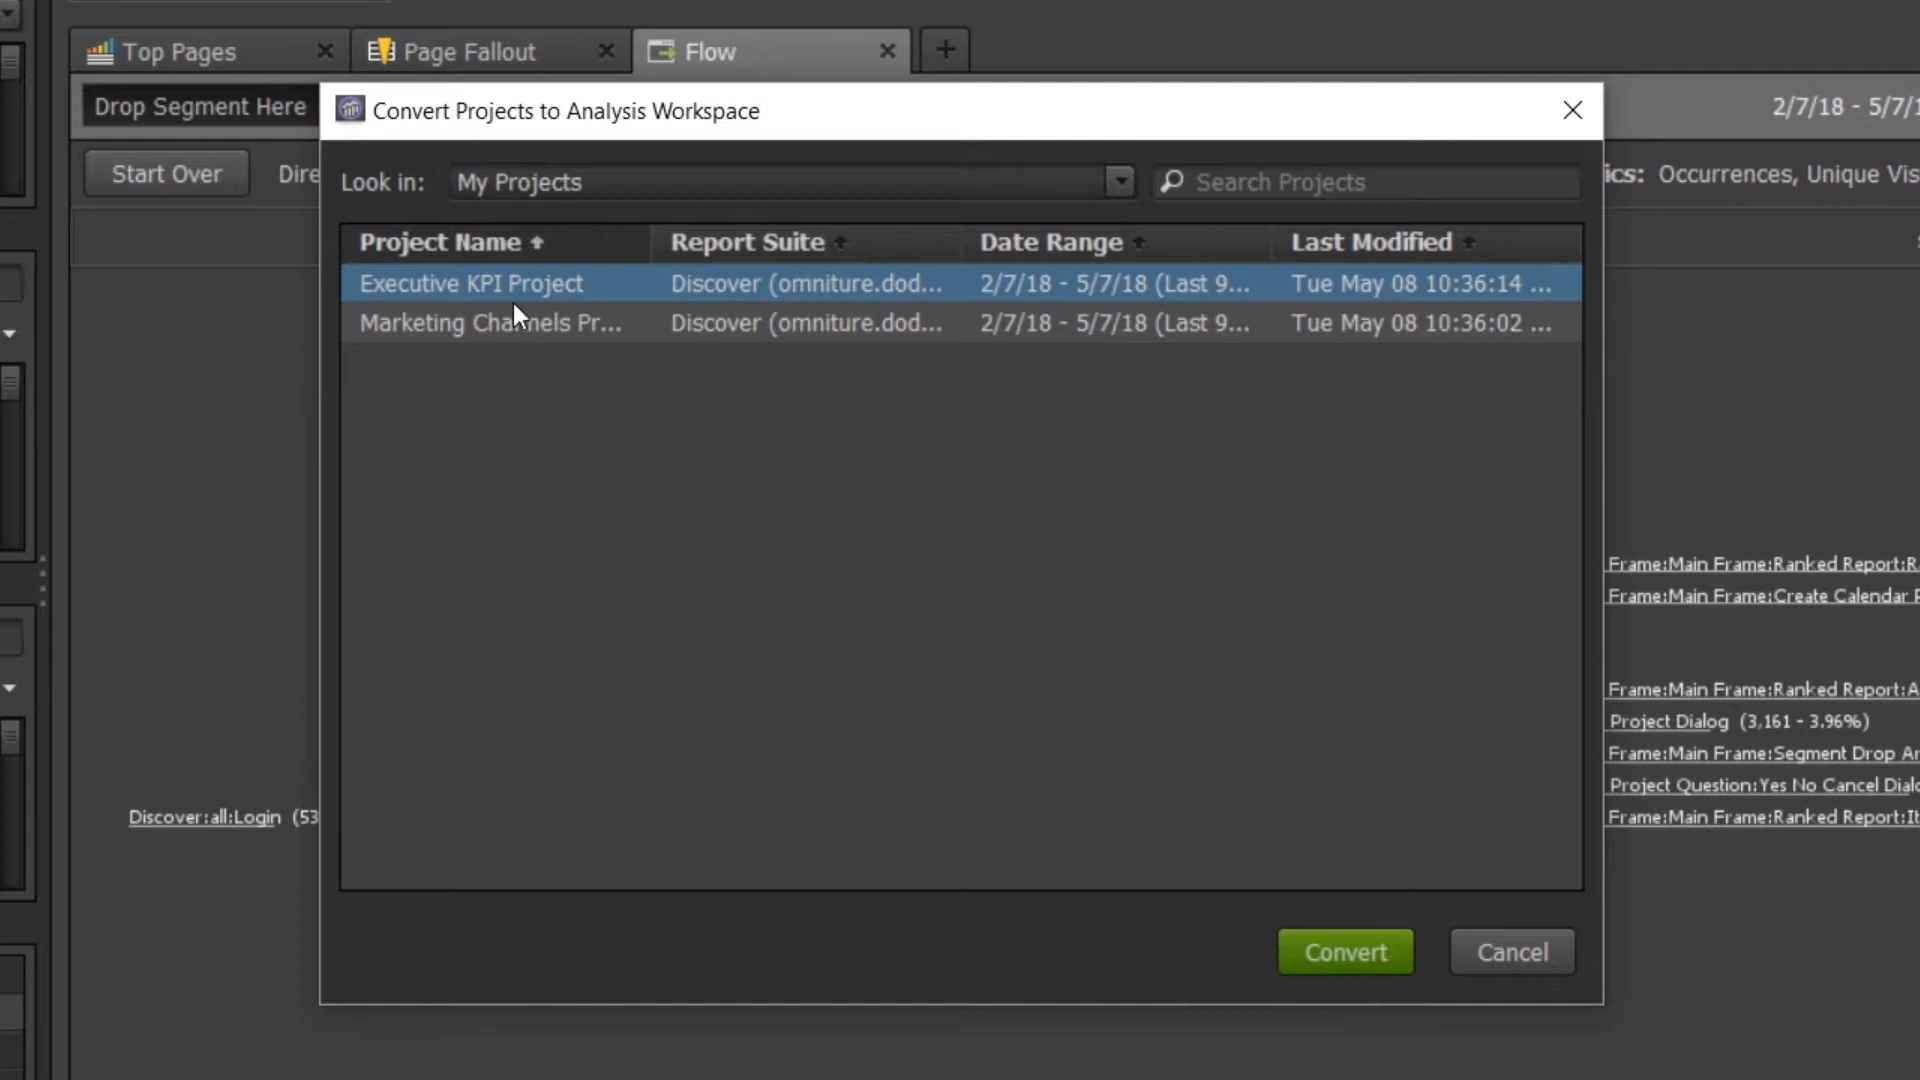 Top Pages
Page Fallout
Flow
Drop Segment Here
Convert Projects to Analysis Workspace
2/7/18 - 5/7/1
Start Over
Dire
Look in:
My Projects
Search Projects
ics: Occurrences, Unique Vis
Project Name
Report Suite
Date Range
Last Modified
Executive KPI Project
Discover (omniture.dod...
2/7/18 - 5/7/18 (Last 9...
Tue May 08 10:36:14 ...
Marketing Channels Pr...
Discover (omniture.dod...
2/7/18 - 5/7/18 (Last 9...
Tue May 08 10:36:02 ...
Frame:Main Frame:Ranked Report:R
Frame:Main Frame:Create Calendar
Frame:Main Frame:Ranked Report:A
Project Dialog (3,161 - 3.96%)
Frame:Main Frame:Segment Drop Ar
Project Question:Yes No Cancel Dialo
Discover:all:Login (53
Frame:Main Frame:Ranked Report:It
Convert
Cancel